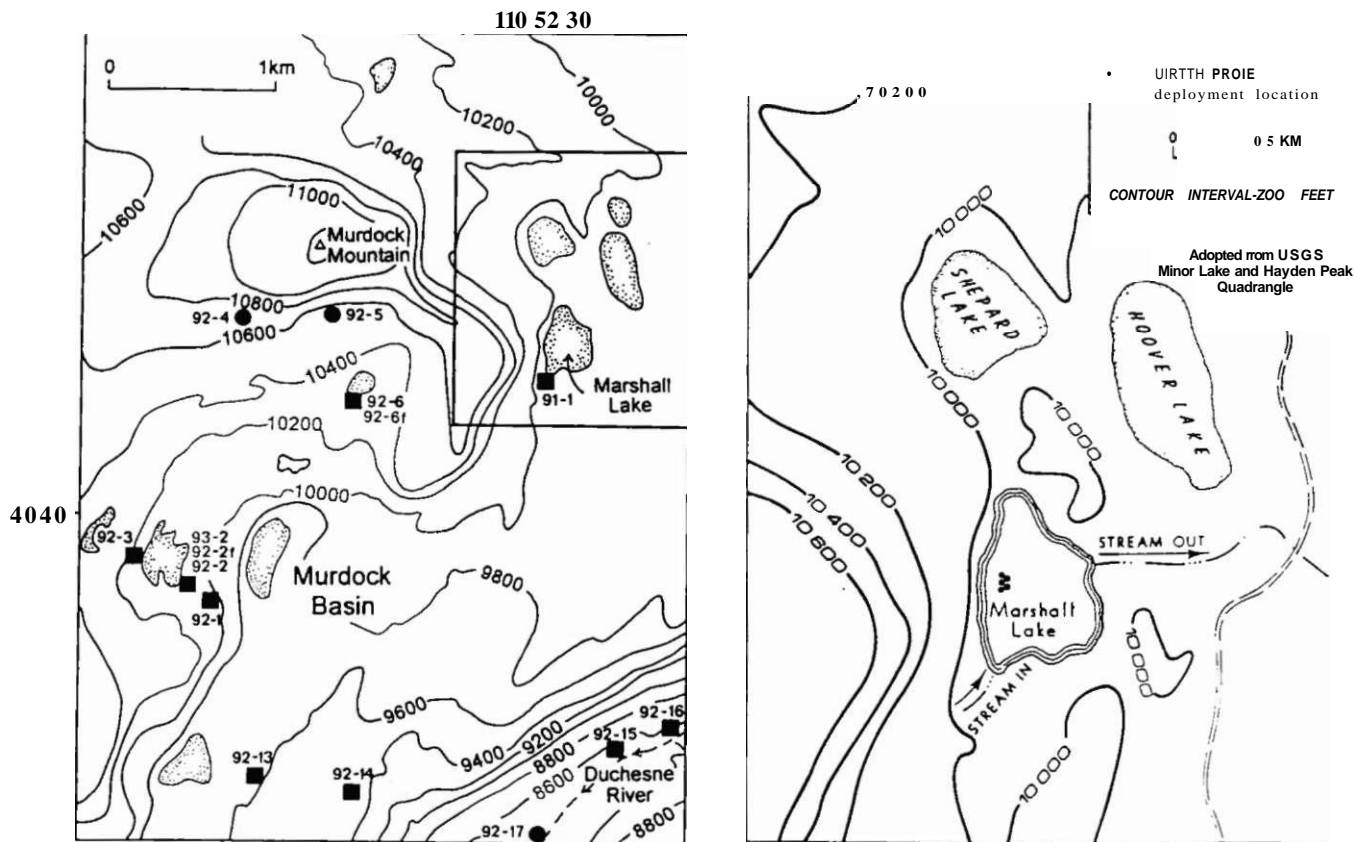 110 52 30
0 1km
10000
10200
10400
10600
11000
Murdock
Mountain
10800
92-4
92-5
10600
10400
92-6
92-6f
91-1
Marshall
Lake
10200
10000
4040
92-3
93-2
92-2f
92-2
92-1
Murdock
Basin
9800
9600
9400
9200
8800
8600
92-13
92-14
92-15
92-16
Duchesne
River
92-17
8800
70200
• UIRTTH PROIE
deployment location
0 0 5 KM
CONTOUR INTERVAL-ZOO FEET
Adopted rrom USGS
Minor Lake and Hayden Peak
Quadrangle
10000
SHEPARD
LAKE
HOOVER LAKE
10000
10000
10200
10400
10600
STREAM OUT
Marshalt
Lake
STREAM IN
10000
10000